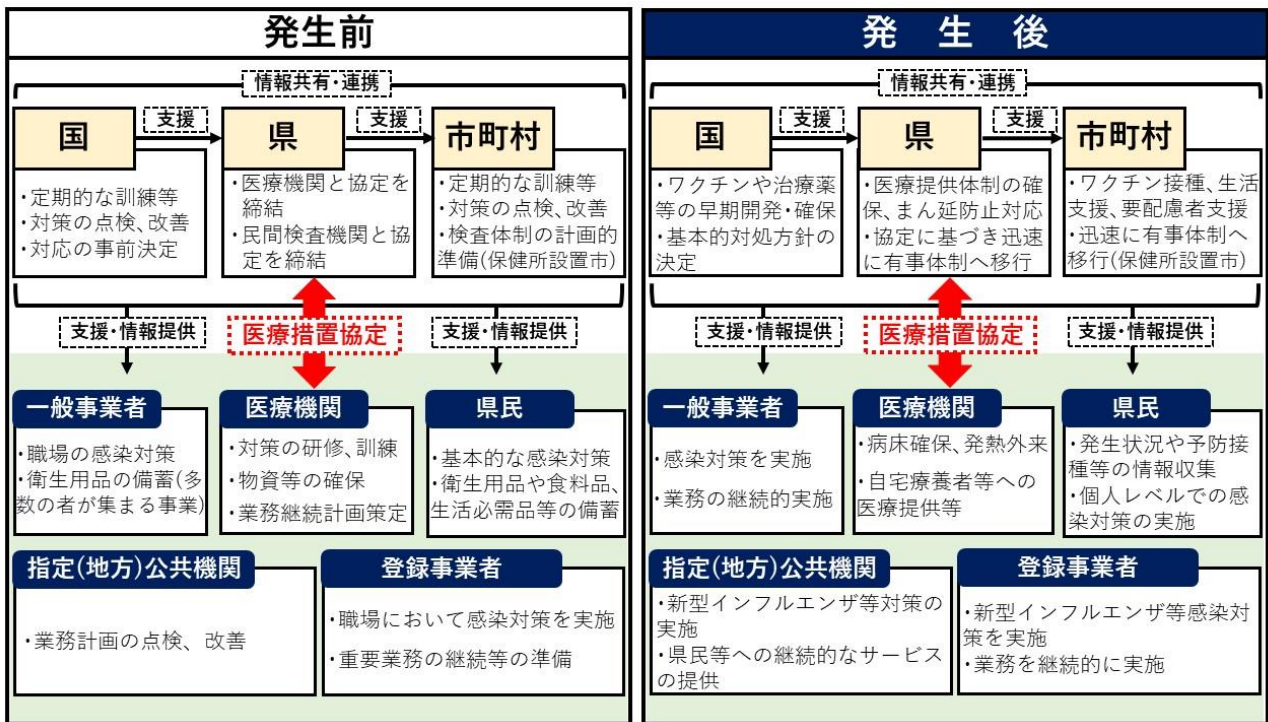 発生前
情報共有・連携
国
支援
県
支援
市町村
・定期的な訓練等
・対策の点検、改善
・対応の事前決定
・医療機関と協定を
締結
・民間検査機関と協
定を締結
・定期的な訓練等
・対策の点検、改善
・検査体制の計画的
準備(保健所設置市)
支援・情報提供
医療措置協定
支援・情報提供
一般事業者
・職場の感染対策
・衛生用品の備蓄(多
数の者が集まる事業)
医療機関
・対策の研修、訓練
・物資等の確保
・業務継続計画策定
県民
・基本的な感染対策
・衛生用品や食料品、
生活必需品等の備蓄
指定(地方)公共機関
・業務計画の点検、改善
登録事業者
・職場において感染対策を実施
・重要業務の継続等の準備
発生後
情報共有・連携
国
支援
県
支援
市町村
・ワクチンや治療薬
等の早期開発・確保
・基本的対処方針の
決定
・医療提供体制の確
保、まん延防止対応
・協定に基づき迅速
に有事体制へ移行
・ワクチン接種、生活
支援、要配慮者支援
・迅速に有事体制へ
移行(保健所設置市)
支援・情報提供
医療措置協定
支援・情報提供
一般事業者
・感染対策を実施
・業務の継続的実施
医療機関
・病床確保、発熱外来
・自宅療養者等への
医療提供等
県民
・発生状況や予防接
種等の情報収集
・個人レベルでの感
染対策の実施
指定(地方)公共機関
・新型インフルエンザ等対策の
実施
・県民等への継続的なサービス
の提供
登録事業者
・新型インフルエンザ等感染対
策を実施
・業務を継続的に実施